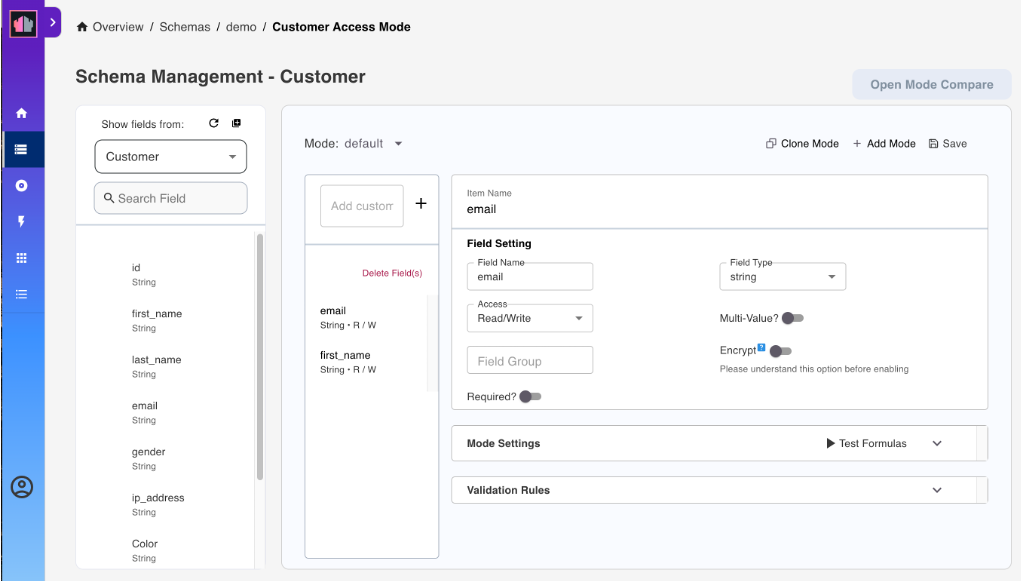 Overview / Schemas / demo / Customer Access Mode
Schema Management - Customer
Open Mode Compare
Show fields from:
Customer
Search Field
id
String
first_name
String
last_name
String
email
String
gender
String
ip_address
String
Color
String
Mode: default
Clone Mode
+ Add Mode
Save
Add custom
+
Delete Field(s)
email
String • R / W
first_name
String • R / W
Item Name
email
Field Setting
Field Name
email
Field Type
string
Access
Read/Write
Multi-Value?
Field Group
Encrypt ?
Please understand this option before enabling
Required?
Mode Settings
Test Formulas
Validation Rules